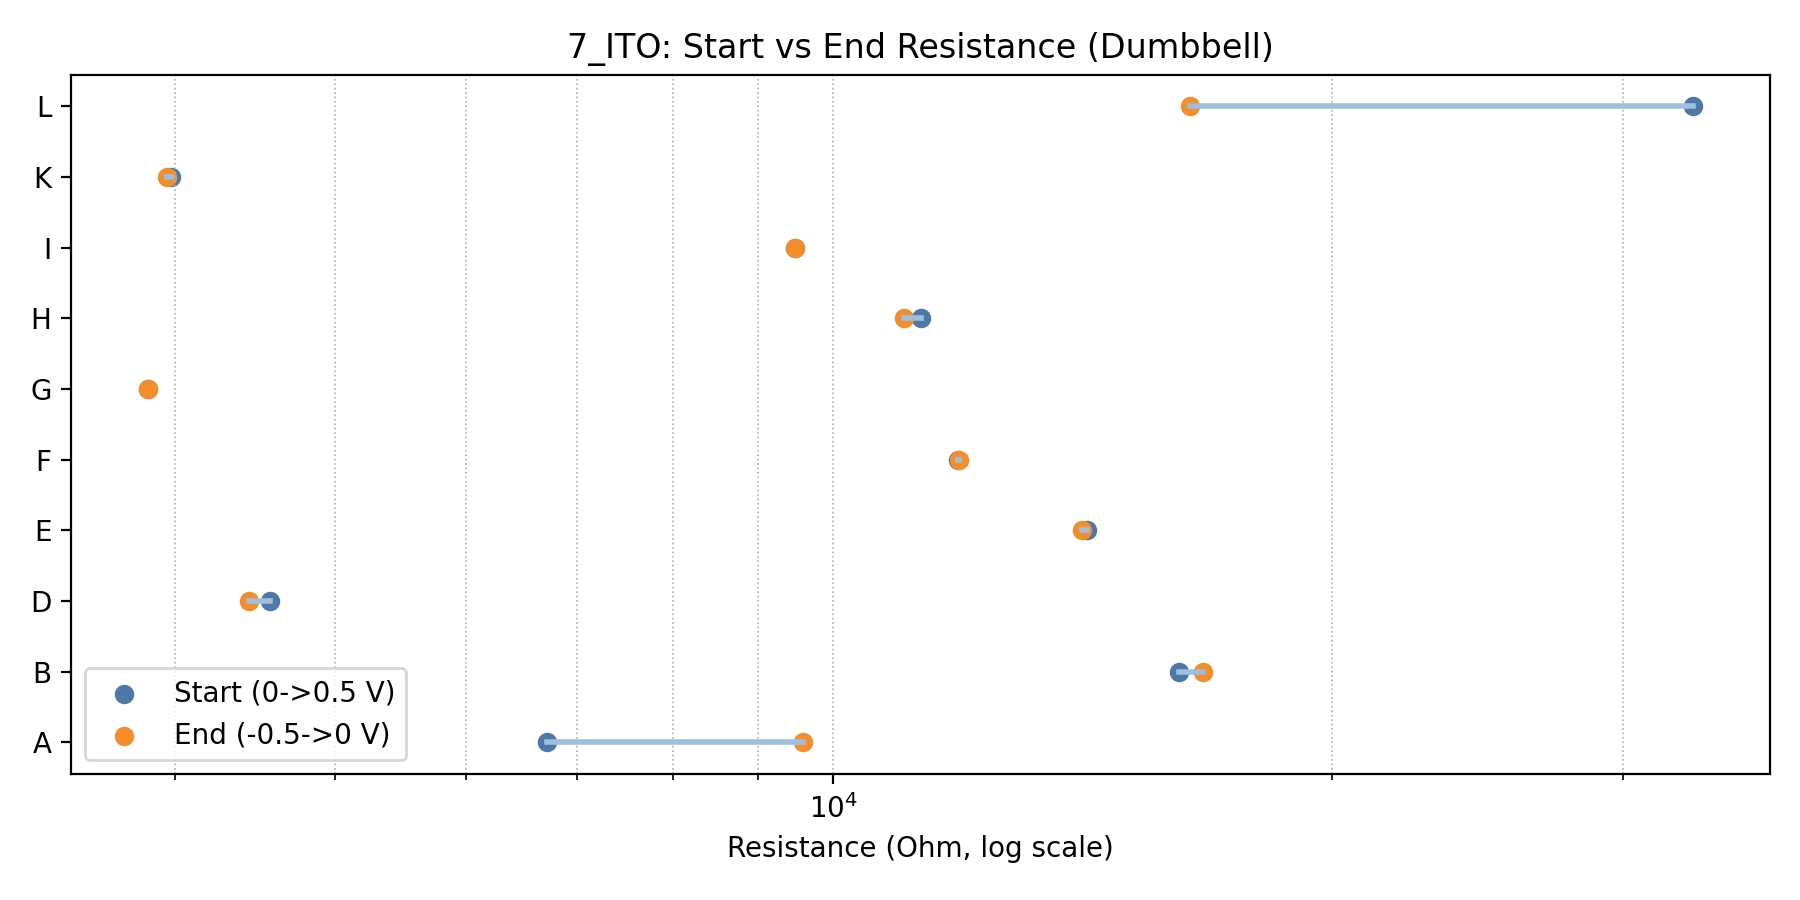 7_ITO: Start vs End Resistance (Dumbbell)
L
K
I
H
G
F
E
D
B
A
Start (0->0.5 V)
End (-0.5->0 V)
10⁴
Resistance (Ohm, log scale)